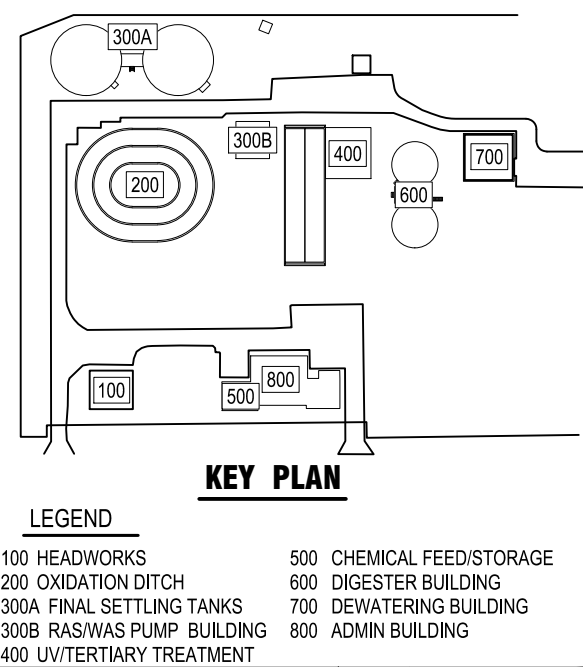 300A
300B
400
700
200
600
100
500
800
KEY PLAN
LEGEND
100 HEADWORKS
200 OXIDATION DITCH
300A FINAL SETTLING TANKS
300B RAS/WAS PUMP BUILDING
400 UV/TERTIARY TREATMENT
500 CHEMICAL FEED/STORAGE
600 DIGESTER BUILDING
700 DEWATERING BUILDING
800 ADMIN BUILDING